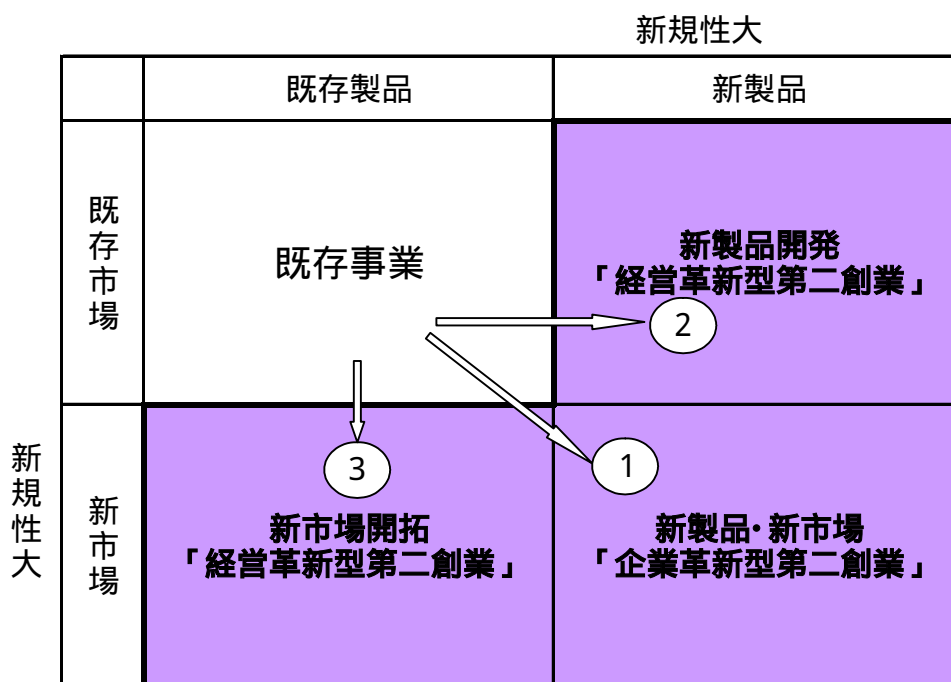 新規性大
既存製品
新製品
既存市場
既存事業
新製品開発
「経営革新型第二創業」
2
新規性大
新市場
3
新市場開拓
「経営革新型第二創業」
1
新製品・新市場
「企業革新型第二創業」